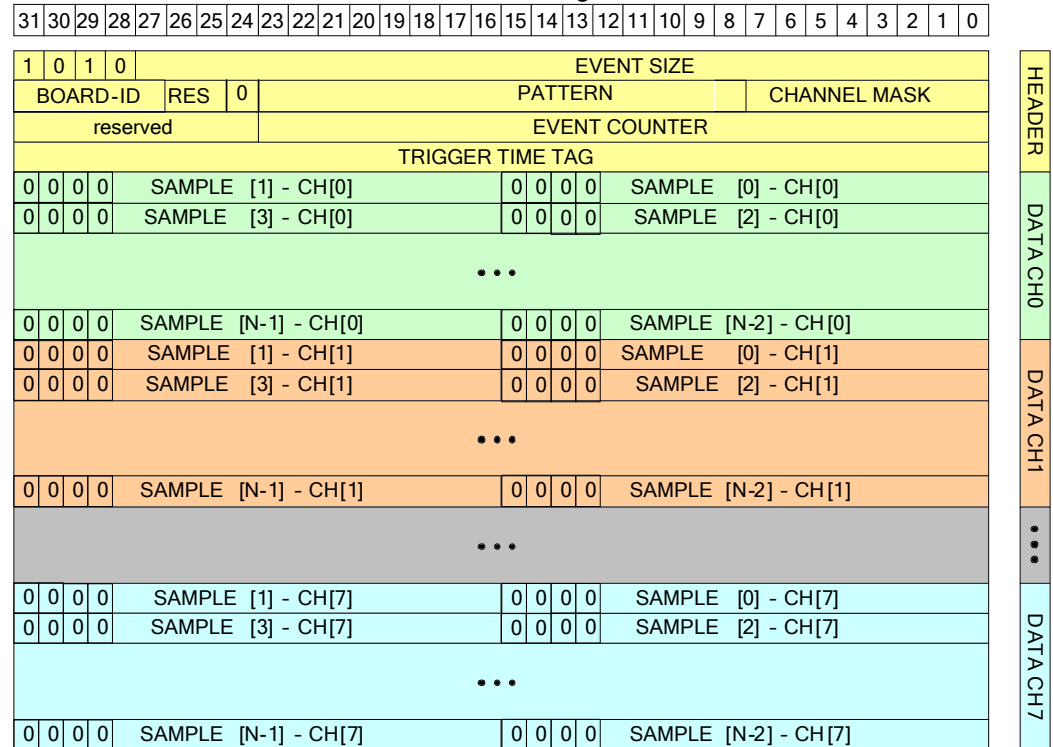 31 30 29 28 27 26 25 24 23 22 21 20 19 18 17 16 15 14 13 12 11 10 9 8 7 6 5 4 3 2 1 0
1 0 1 0 EVENT SIZE
BOARD-ID RES 0 PATTERN CHANNEL MASK
reserved EVENT COUNTER
TRIGGER TIME TAG
HEADER
0 0 0 0 SAMPLE [1] - CH[0] 0 0 0 0 SAMPLE [0] - CH[0]
0 0 0 0 SAMPLE [3] - CH[0] 0 0 0 0 SAMPLE [2] - CH[0]
...
0 0 0 0 SAMPLE [N-1] - CH[0] 0 0 0 0 SAMPLE [N-2] - CH[0]
DATA CH0
0 0 0 0 SAMPLE [1] - CH[1] 0 0 0 0 SAMPLE [0] - CH[1]
0 0 0 0 SAMPLE [3] - CH[1] 0 0 0 0 SAMPLE [2] - CH[1]
...
0 0 0 0 SAMPLE [N-1] - CH[1] 0 0 0 0 SAMPLE [N-2] - CH[1]
DATA CH1
...
...
0 0 0 0 SAMPLE [1] - CH[7] 0 0 0 0 SAMPLE [0] - CH[7]
0 0 0 0 SAMPLE [3] - CH[7] 0 0 0 0 SAMPLE [2] - CH[7]
...
0 0 0 0 SAMPLE [N-1] - CH[7] 0 0 0 0 SAMPLE [N-2] - CH[7]
DATA CH7